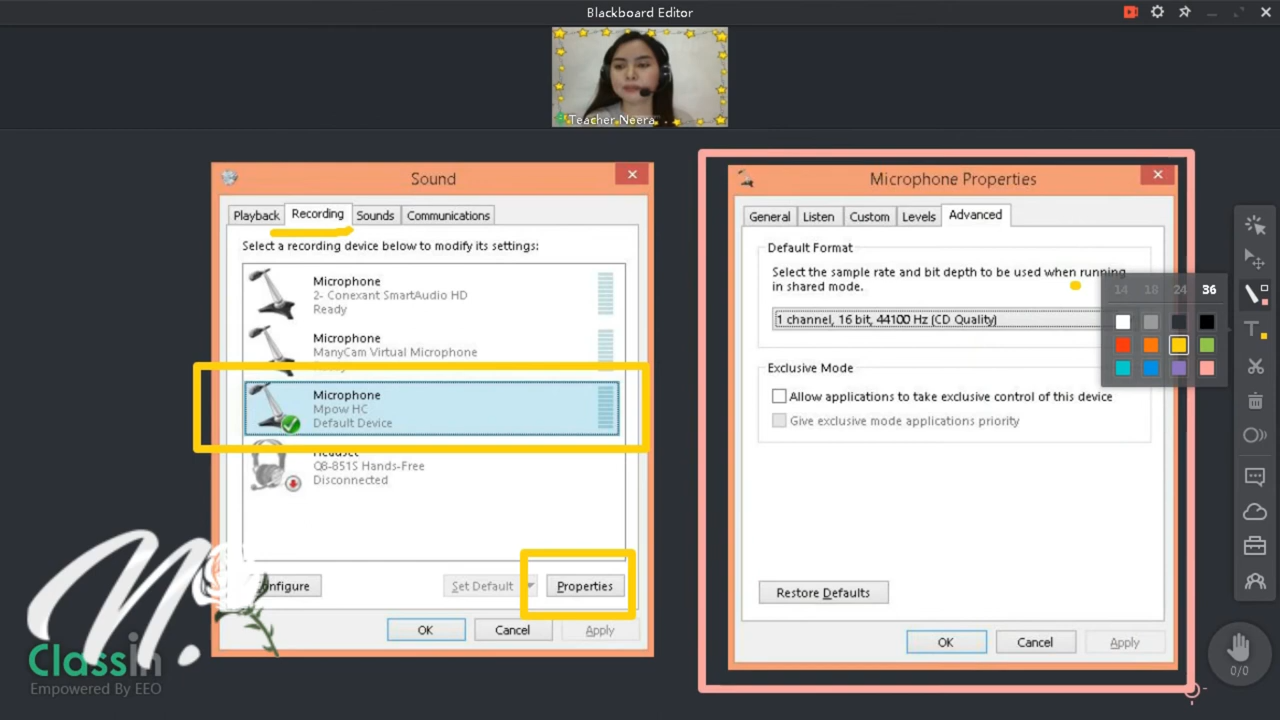 Blackboard Editor
Teacher Neera
Sound
Playback Recording Sounds Communications
Select a recording device below to modify its settings:
Microphone
2- Conexant SmartAudio HD
Ready
Microphone
ManyCam Virtual Microphone
Microphone
Mpow HC
Default Device
Headset
Q8-851S Hands-Free
Disconnected
Set Default
Properties
OK Cancel Apply
Microphone Properties
General Listen Custom Levels Advanced
Default Format
Select the sample rate and bit depth to be used when running
in shared mode.
1 channel, 16 bit, 44100 Hz (CD Quality)
Exclusive Mode
Allow applications to take exclusive control of this device
Give exclusive mode applications priority
Restore Defaults
OK Cancel Apply
14 18 24 36
T
0/0
n.
ClassIn
Empowered By EEO